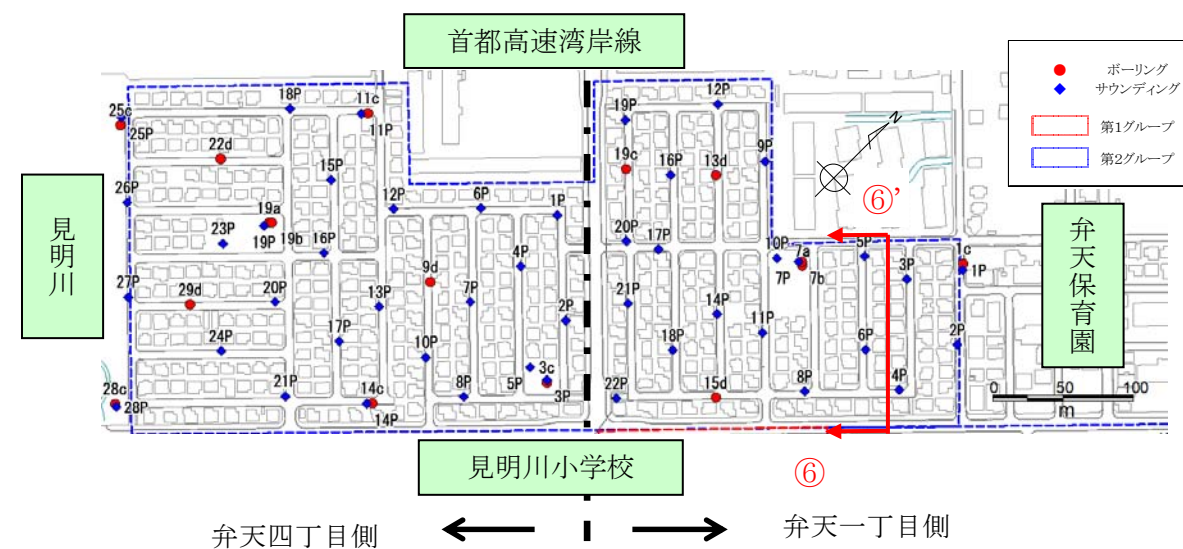 首都高速湾岸線
ボーリング
サウンディング
第1グループ
第2グループ
見明川
弁天保育園
見明川小学校
弁天四丁目側
弁天一丁目側
⑥’
⑥
N
0 50 100
m
25c
25P
18P
11c
11P
22d
15P
26P
12P
6P
1P
19a
23P
19P
19b
16P
4P
9d
27P
29d
20P
13P
7P
2P
24P
17P
10P
3c
28c
28P
21P
14c
14P
8P
5P
3P
19P
12P
9P
19c
16P
13d
20P
17P
10P
7a
7P
7b
5P
3P
1c
1P
21P
14P
11P
18P
6P
2P
22P
15d
8P
4P